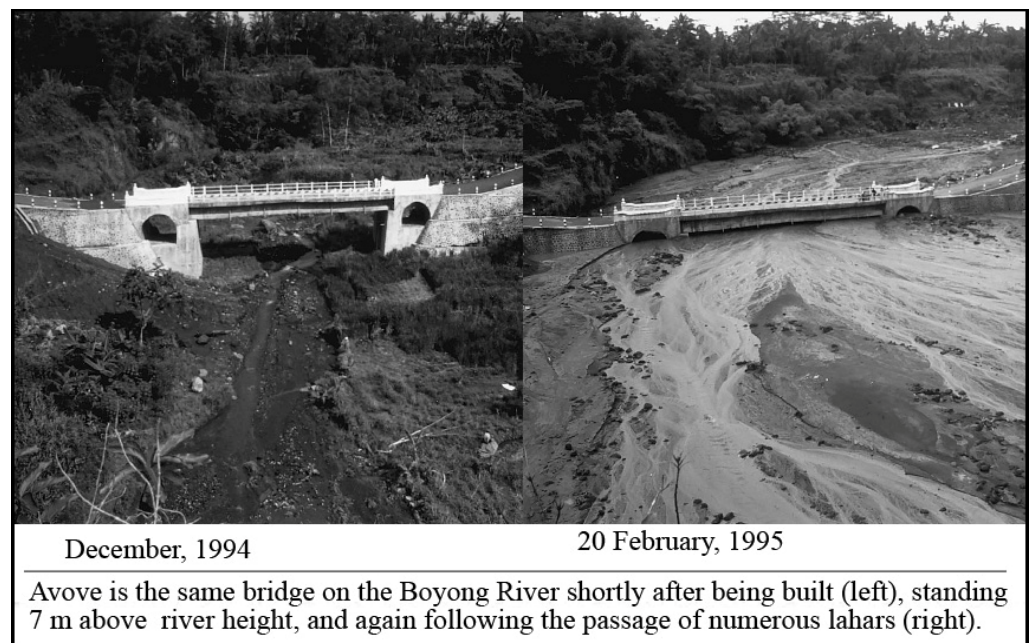 December, 1994
20 February, 1995
Avove is the same bridge on the Boyong River shortly after being built (left), standing
7 m above river height, and again following the passage of numerous lahars (right).